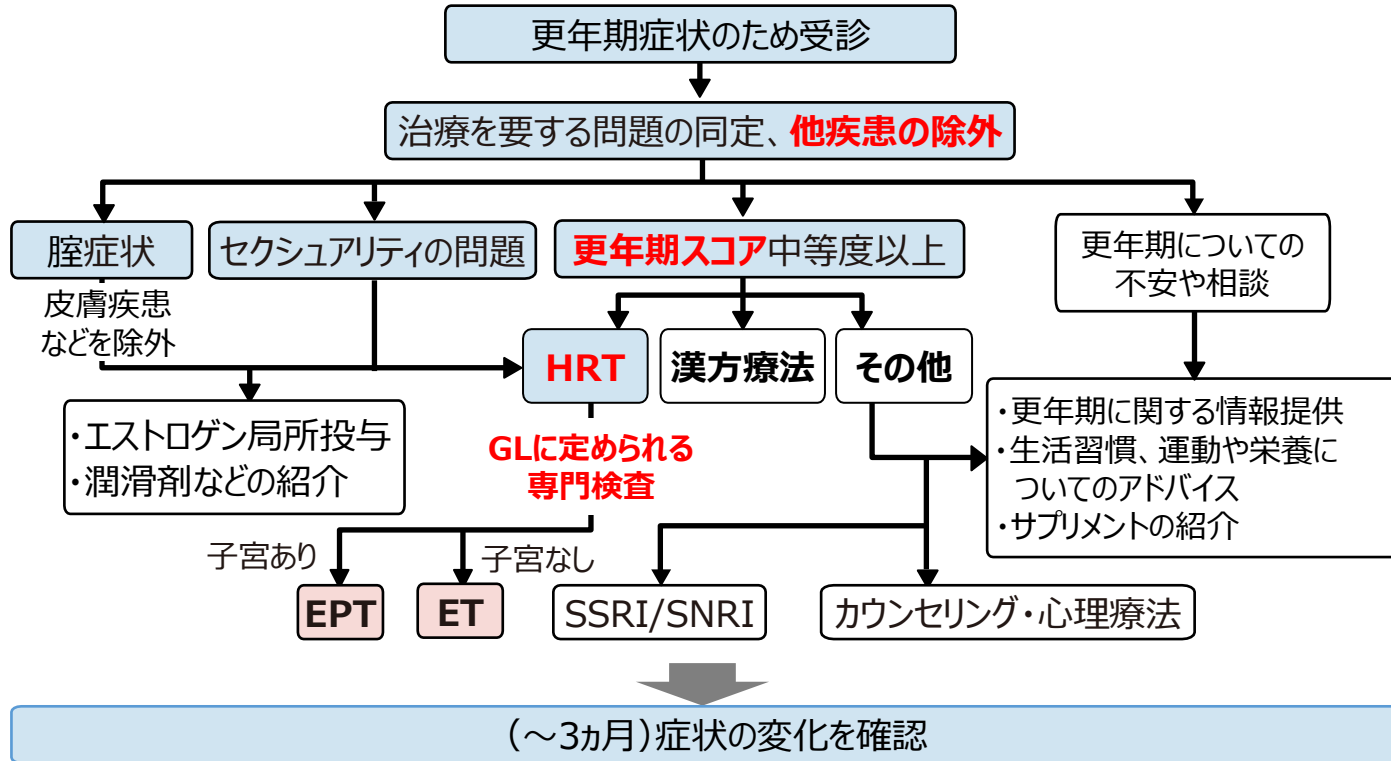 更年期症状のため受診
治療を要する問題の同定、他疾患の除外
腟症状
セクシュアリティの問題
更年期スコア中等度以上
更年期についての
不安や相談
皮膚疾患
などを除外
HRT
漢方療法
その他
・エストロゲン局所投与
・潤滑剤などの紹介
GLに定められる
専門検査
・更年期に関する情報提供
・生活習慣、運動や栄養に
ついてのアドバイス
・サプリメントの紹介
子宮あり
子宮なし
EPT
ET
SSRI/SNRI
カウンセリング・心理療法
（～3ヵ月）症状の変化を確認